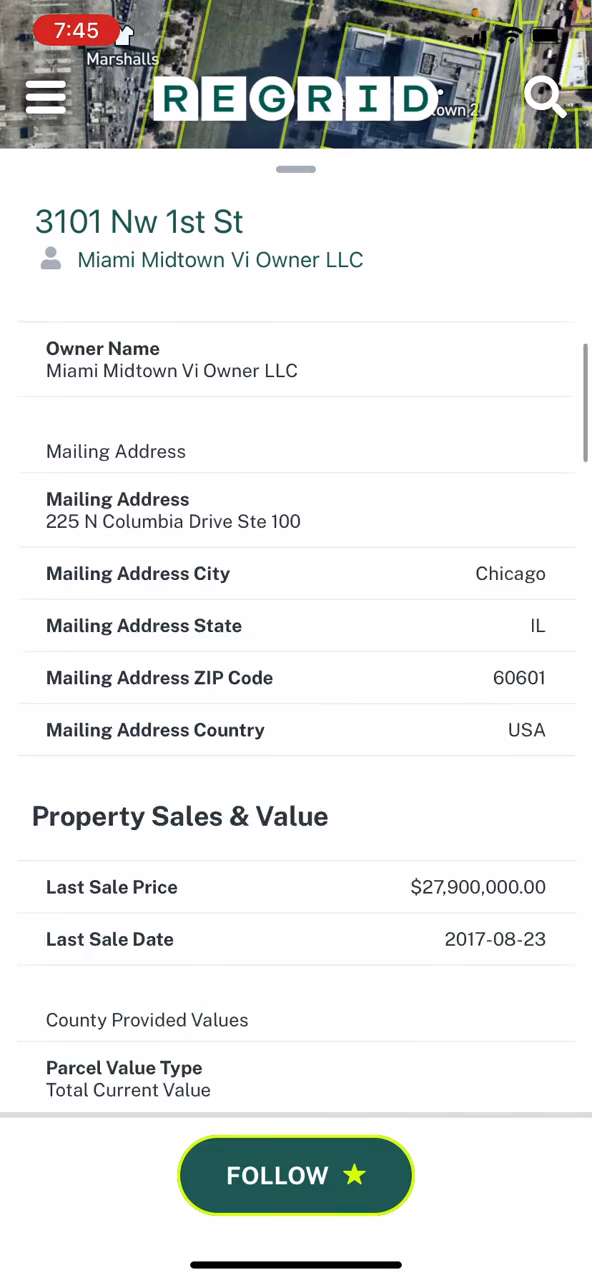 7:45
Marshalls
REGRID
own 2
3101 Nw 1st St
Miami Midtown Vi Owner LLC
Owner Name
Miami Midtown Vi Owner LLC
Mailing Address
Mailing Address
225 N Columbia Drive Ste 100
Mailing Address City Chicago
Mailing Address State IL
Mailing Address ZIP Code 60601
Mailing Address Country USA
Property Sales & Value
Last Sale Price $27,900,000.00
Last Sale Date 2017-08-23
County Provided Values
Parcel Value Type
Total Current Value
FOLLOW